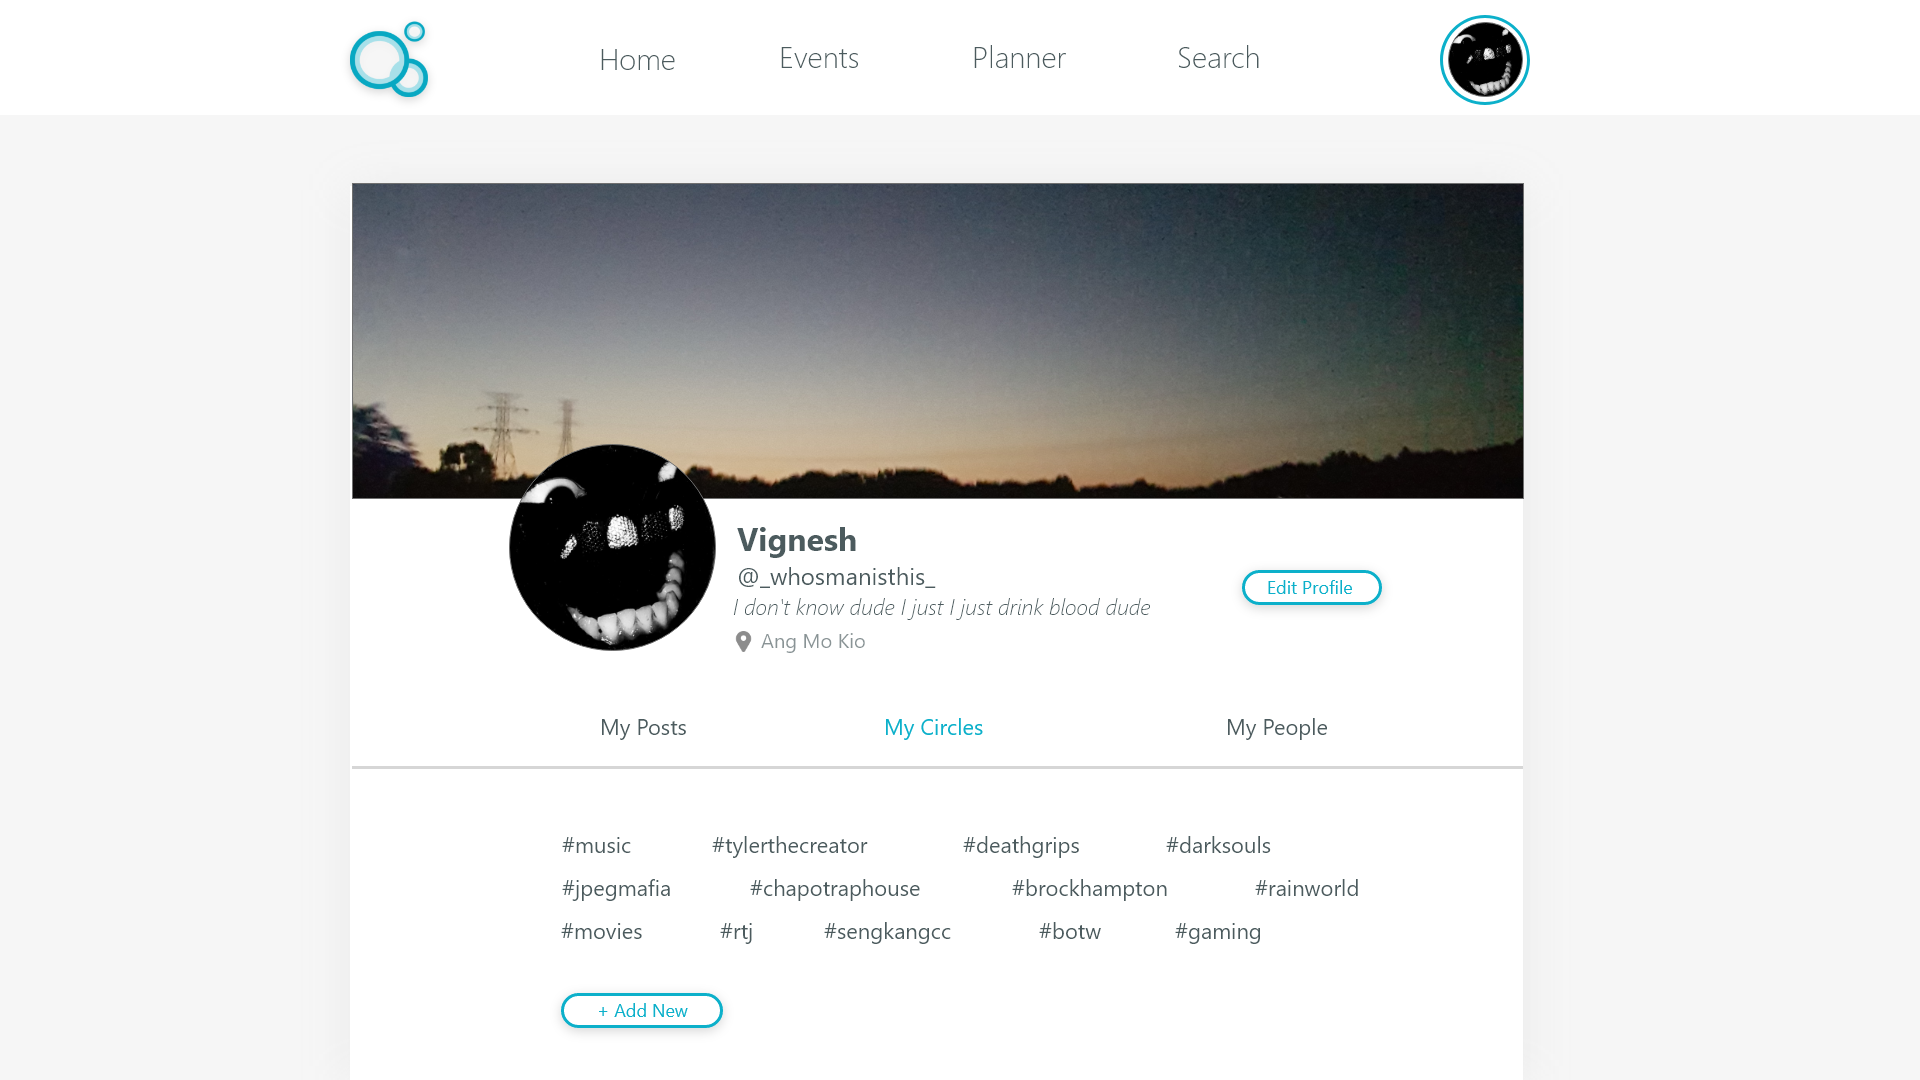 Home Events Planner Search
Vignesh
@_whosmanisthis_
I don't know dude I just I just drink blood dude
Edit Profile
Ang Mo Kio
My Posts My Circles My People
#music #tylerthecreator #deathgrips #darksouls
#jpegmafia #chapotraphouse #brockhampton #rainworld
#movies #rtj #sengkangcc #botw #gaming
+ Add New